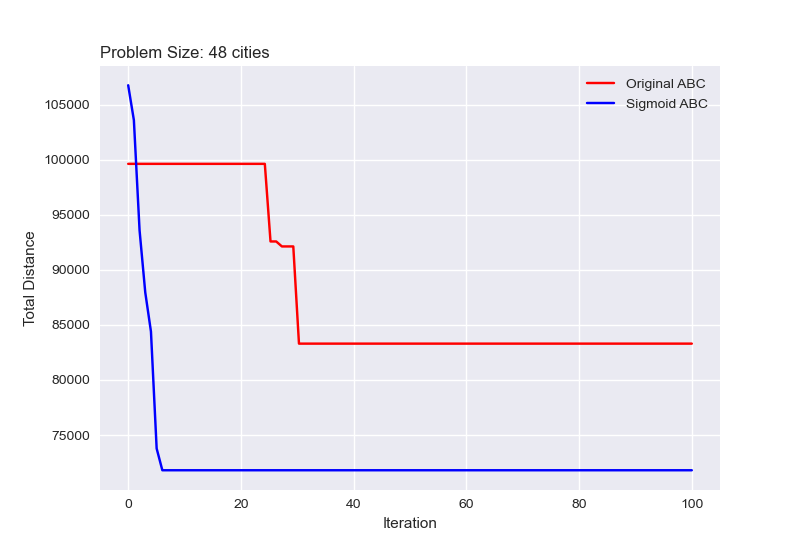 Problem Size: 48 cities
Original ABC
Sigmoid ABC
105000
100000
95000
90000
85000
80000
75000
Total Distance
0 20 40 60 80 100
Iteration